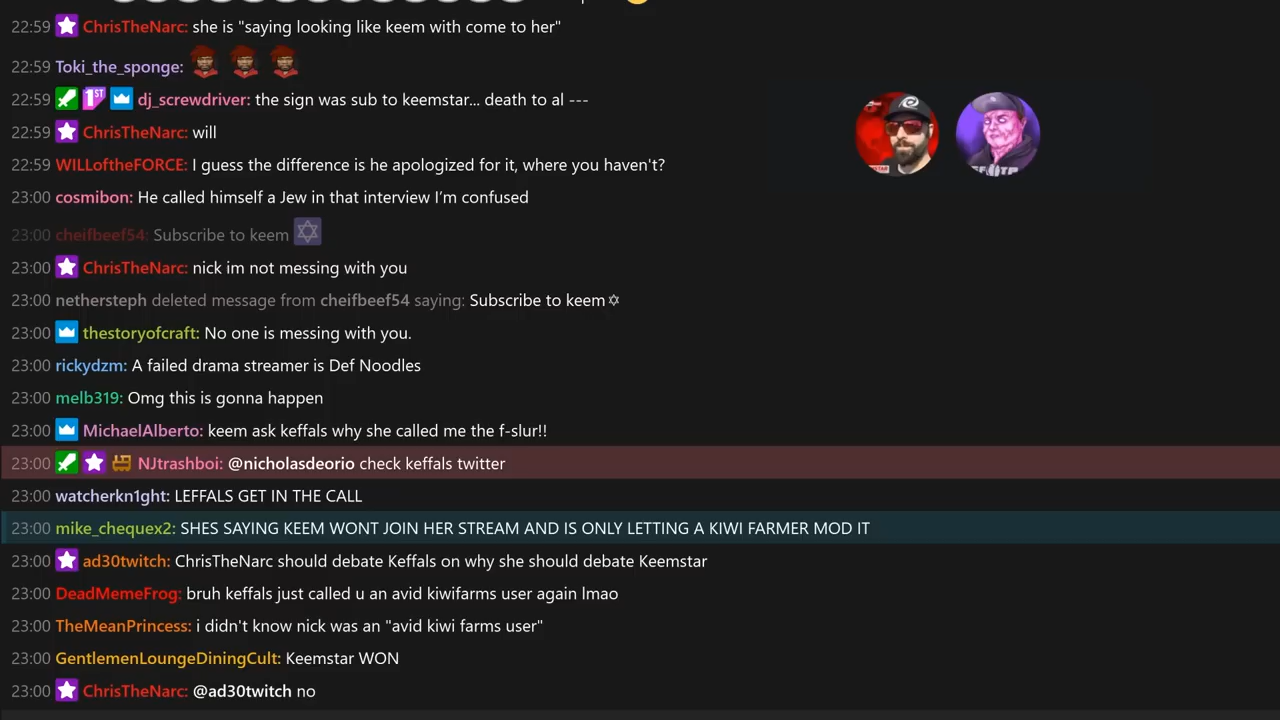 22:59 ChrisTheNarc: she is "saying looking like keem with come to her"
22:59 Toki_the_sponge:
22:59 1ST dj_screwdriver: the sign was sub to keemstar... death to al ---
22:59 ChrisTheNarc: will
22:59 WILLoftheFORCE: I guess the difference is he apologized for it, where you haven't?
23:00 cosmibon: He called himself a Jew in that interview I'm confused
23:00 cheifbeef54: Subscribe to keem
23:00 ChrisTheNarc: nick im not messing with you
23:00 nethersteph deleted message from cheifbeef54 saying: Subscribe to keem✡
23:00 thestoryofcraft: No one is messing with you.
23:00 rickydzm: A failed drama streamer is Def Noodles
23:00 melb319: Omg this is gonna happen
23:00 MichaelAlberto: keem ask keffals why she called me the f-slur!!
23:00 NJtrashboi: @nicholasdeorio check keffals twitter
23:00 watcherkn1ght: LEFFALS GET IN THE CALL
23:00 mike_chequex2: SHES SAYING KEEM WONT JOIN HER STREAM AND IS ONLY LETTING A KIWI FARMER MOD IT
23:00 ad30twitch: ChrisTheNarc should debate Keffals on why she should debate Keemstar
23:00 DeadMemeFrog: bruh keffals just called u an avid kiwifarms user again lmao
23:00 TheMeanPrincess: i didn't know nick was an "avid kiwi farms user"
23:00 GentlemenLoungeDiningCult: Keemstar WON
23:00 ChrisTheNarc: @ad30twitch no